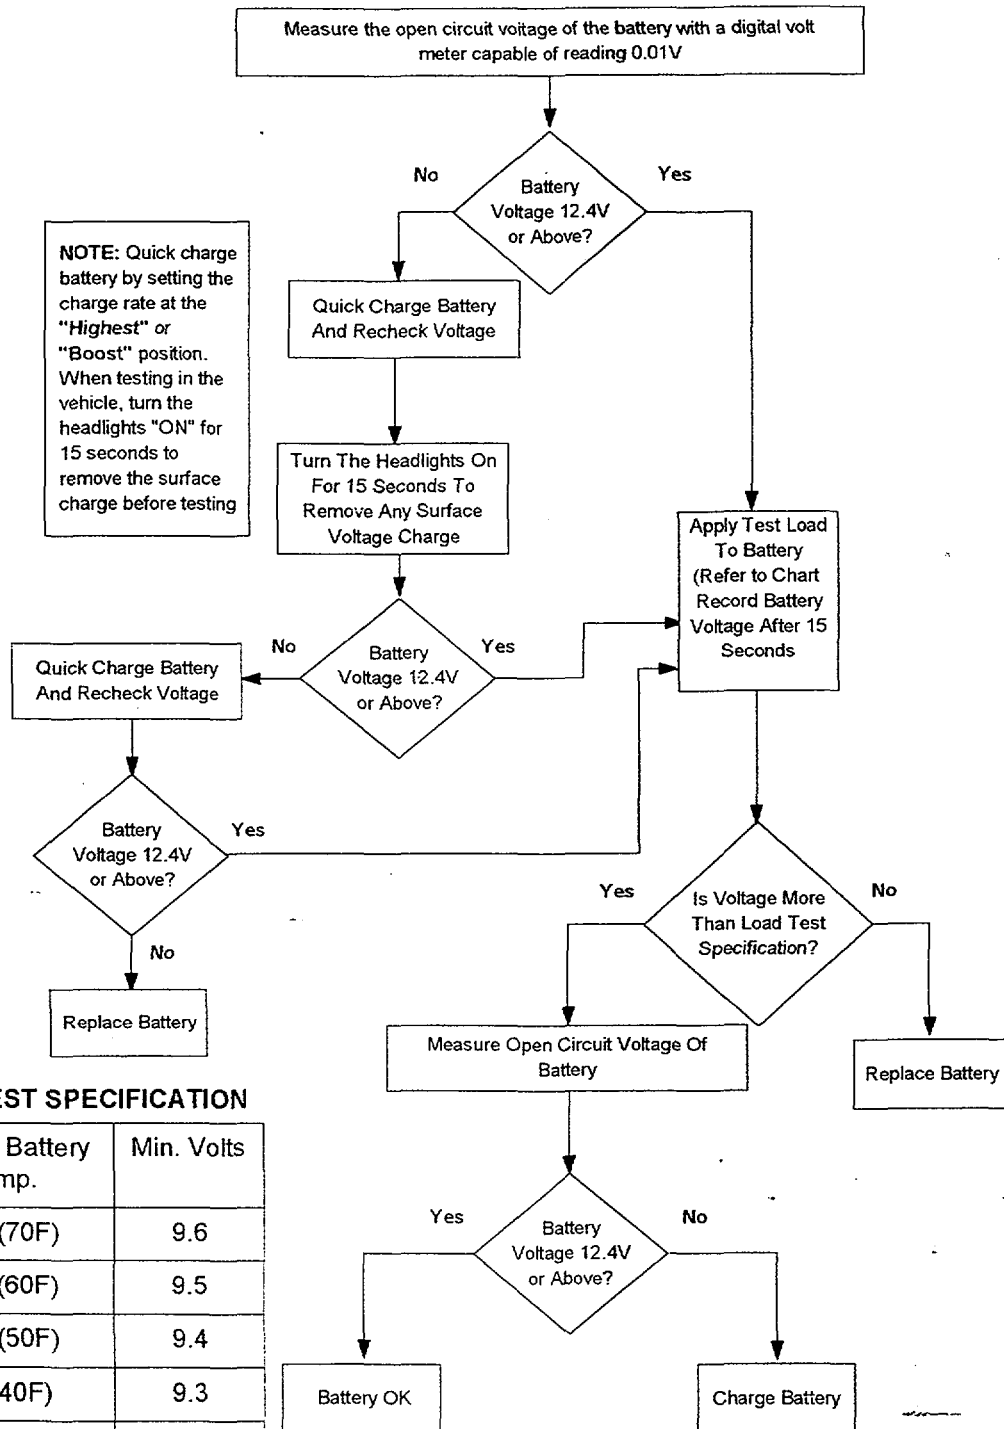 Measure the open circuit voltage of the battery with a digital volt
meter capable of reading 0.01V
No
Yes
Battery
Voltage 12.4V
or Above?
NOTE: Quick charge
battery by setting the
charge rate at the
"Highest" or
"Boost" position.
When testing in the
vehicle, turn the
headlights "ON" for
15 seconds to
remove the surface
charge before testing
Quick Charge Battery
And Recheck Voltage
Turn The Headlights On
For 15 Seconds To
Remove Any Surface
Voltage Charge
Apply Test Load
To Battery
(Refer to Chart
Record Battery
Voltage After 15
Seconds
No
Yes
Battery
Voltage 12.4V
or Above?
Quick Charge Battery
And Recheck Voltage
Battery
Voltage 12.4V
or Above?
Yes
No
Replace Battery
Yes
No
Is Voltage More
Than Load Test
Specification?
Measure Open Circuit Voltage Of
Battery
Replace Battery
EST SPECIFICATION
Battery
mp.
Min. Volts
(70F)
9.6
(60F)
9.5
(50F)
9.4
40F)
9.3
Yes
No
Battery
Voltage 12.4V
or Above?
Battery OK
Charge Battery